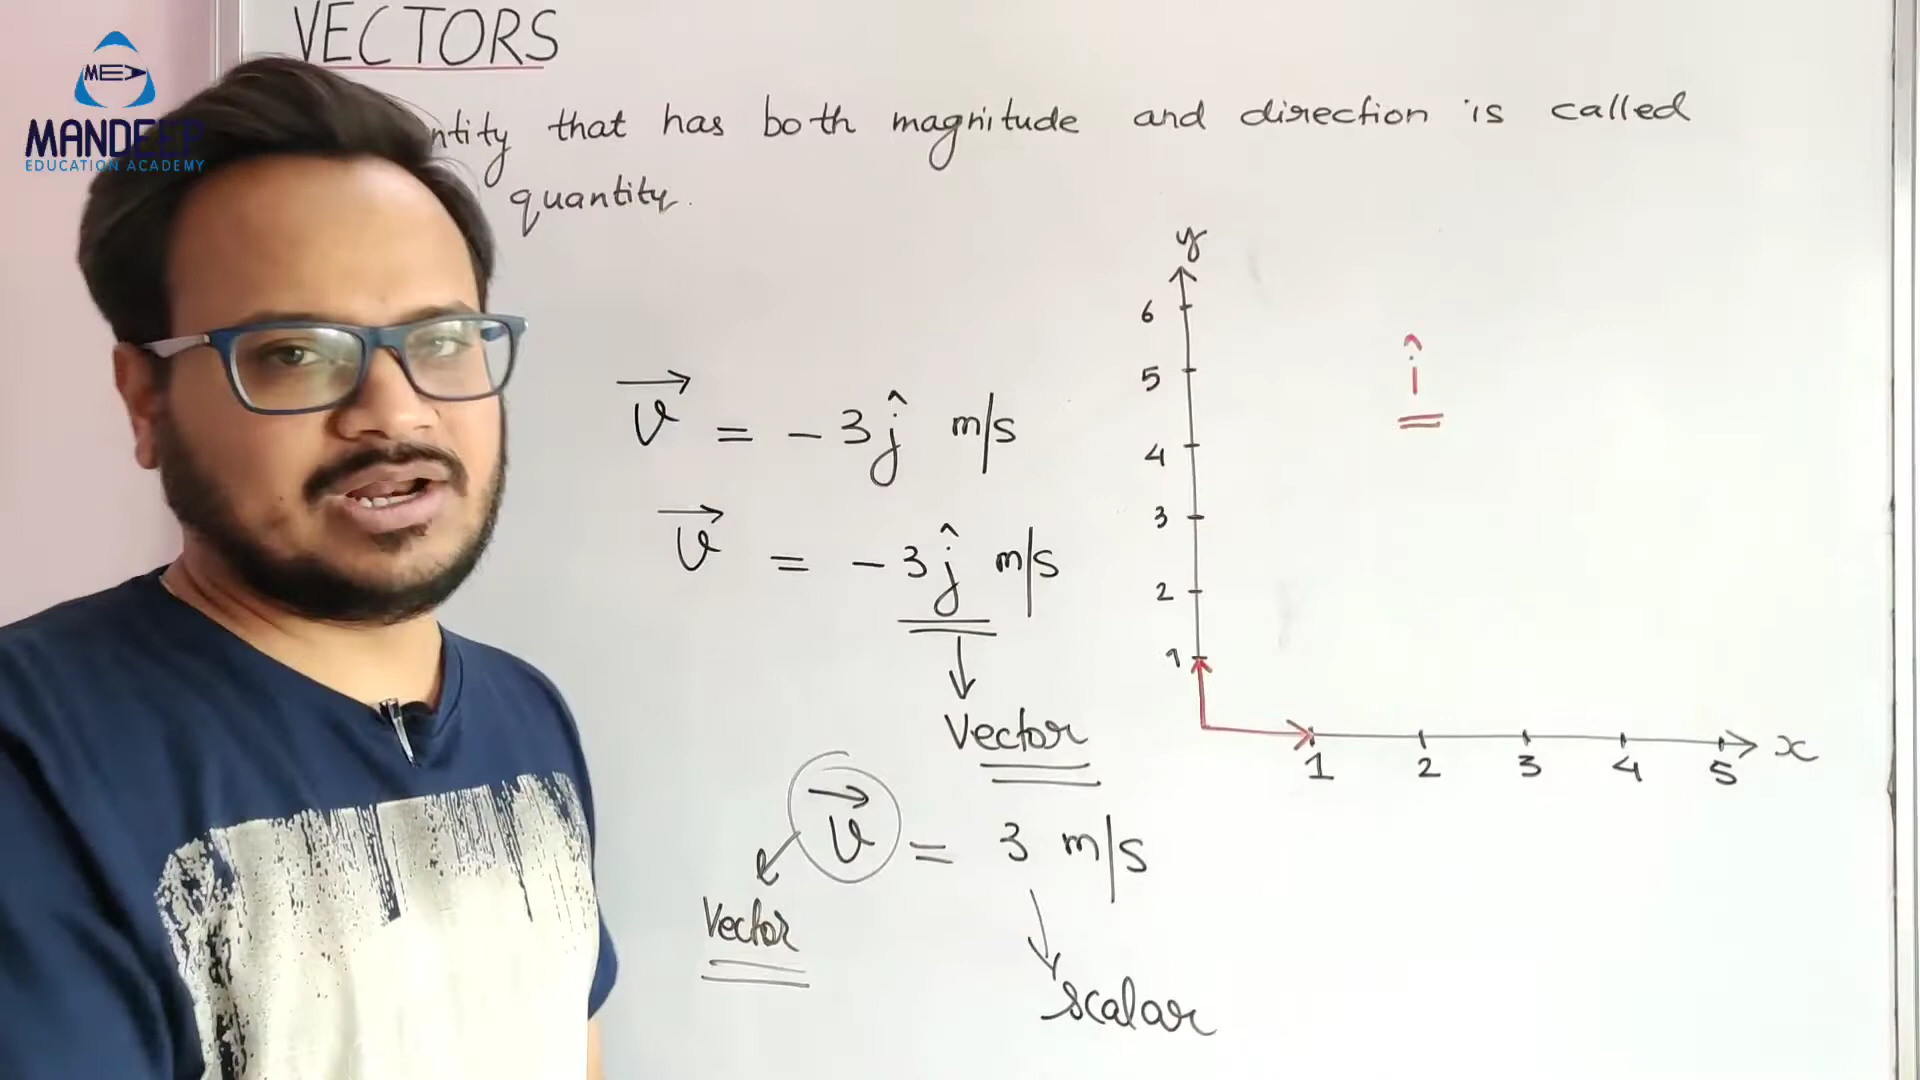 VECTORS
MEA
MANDEEP
EDUCATION ACADEMY
ntity that has both magnitude and direction is called
quantity.
y
6
5
4
3
2
1
î
1 2 3 4 5 x
v⃗ = -3ĵ m/s
v⃗ = -3ĵ m/s
Vector
v⃗ = 3 m/s
Vector
scalar